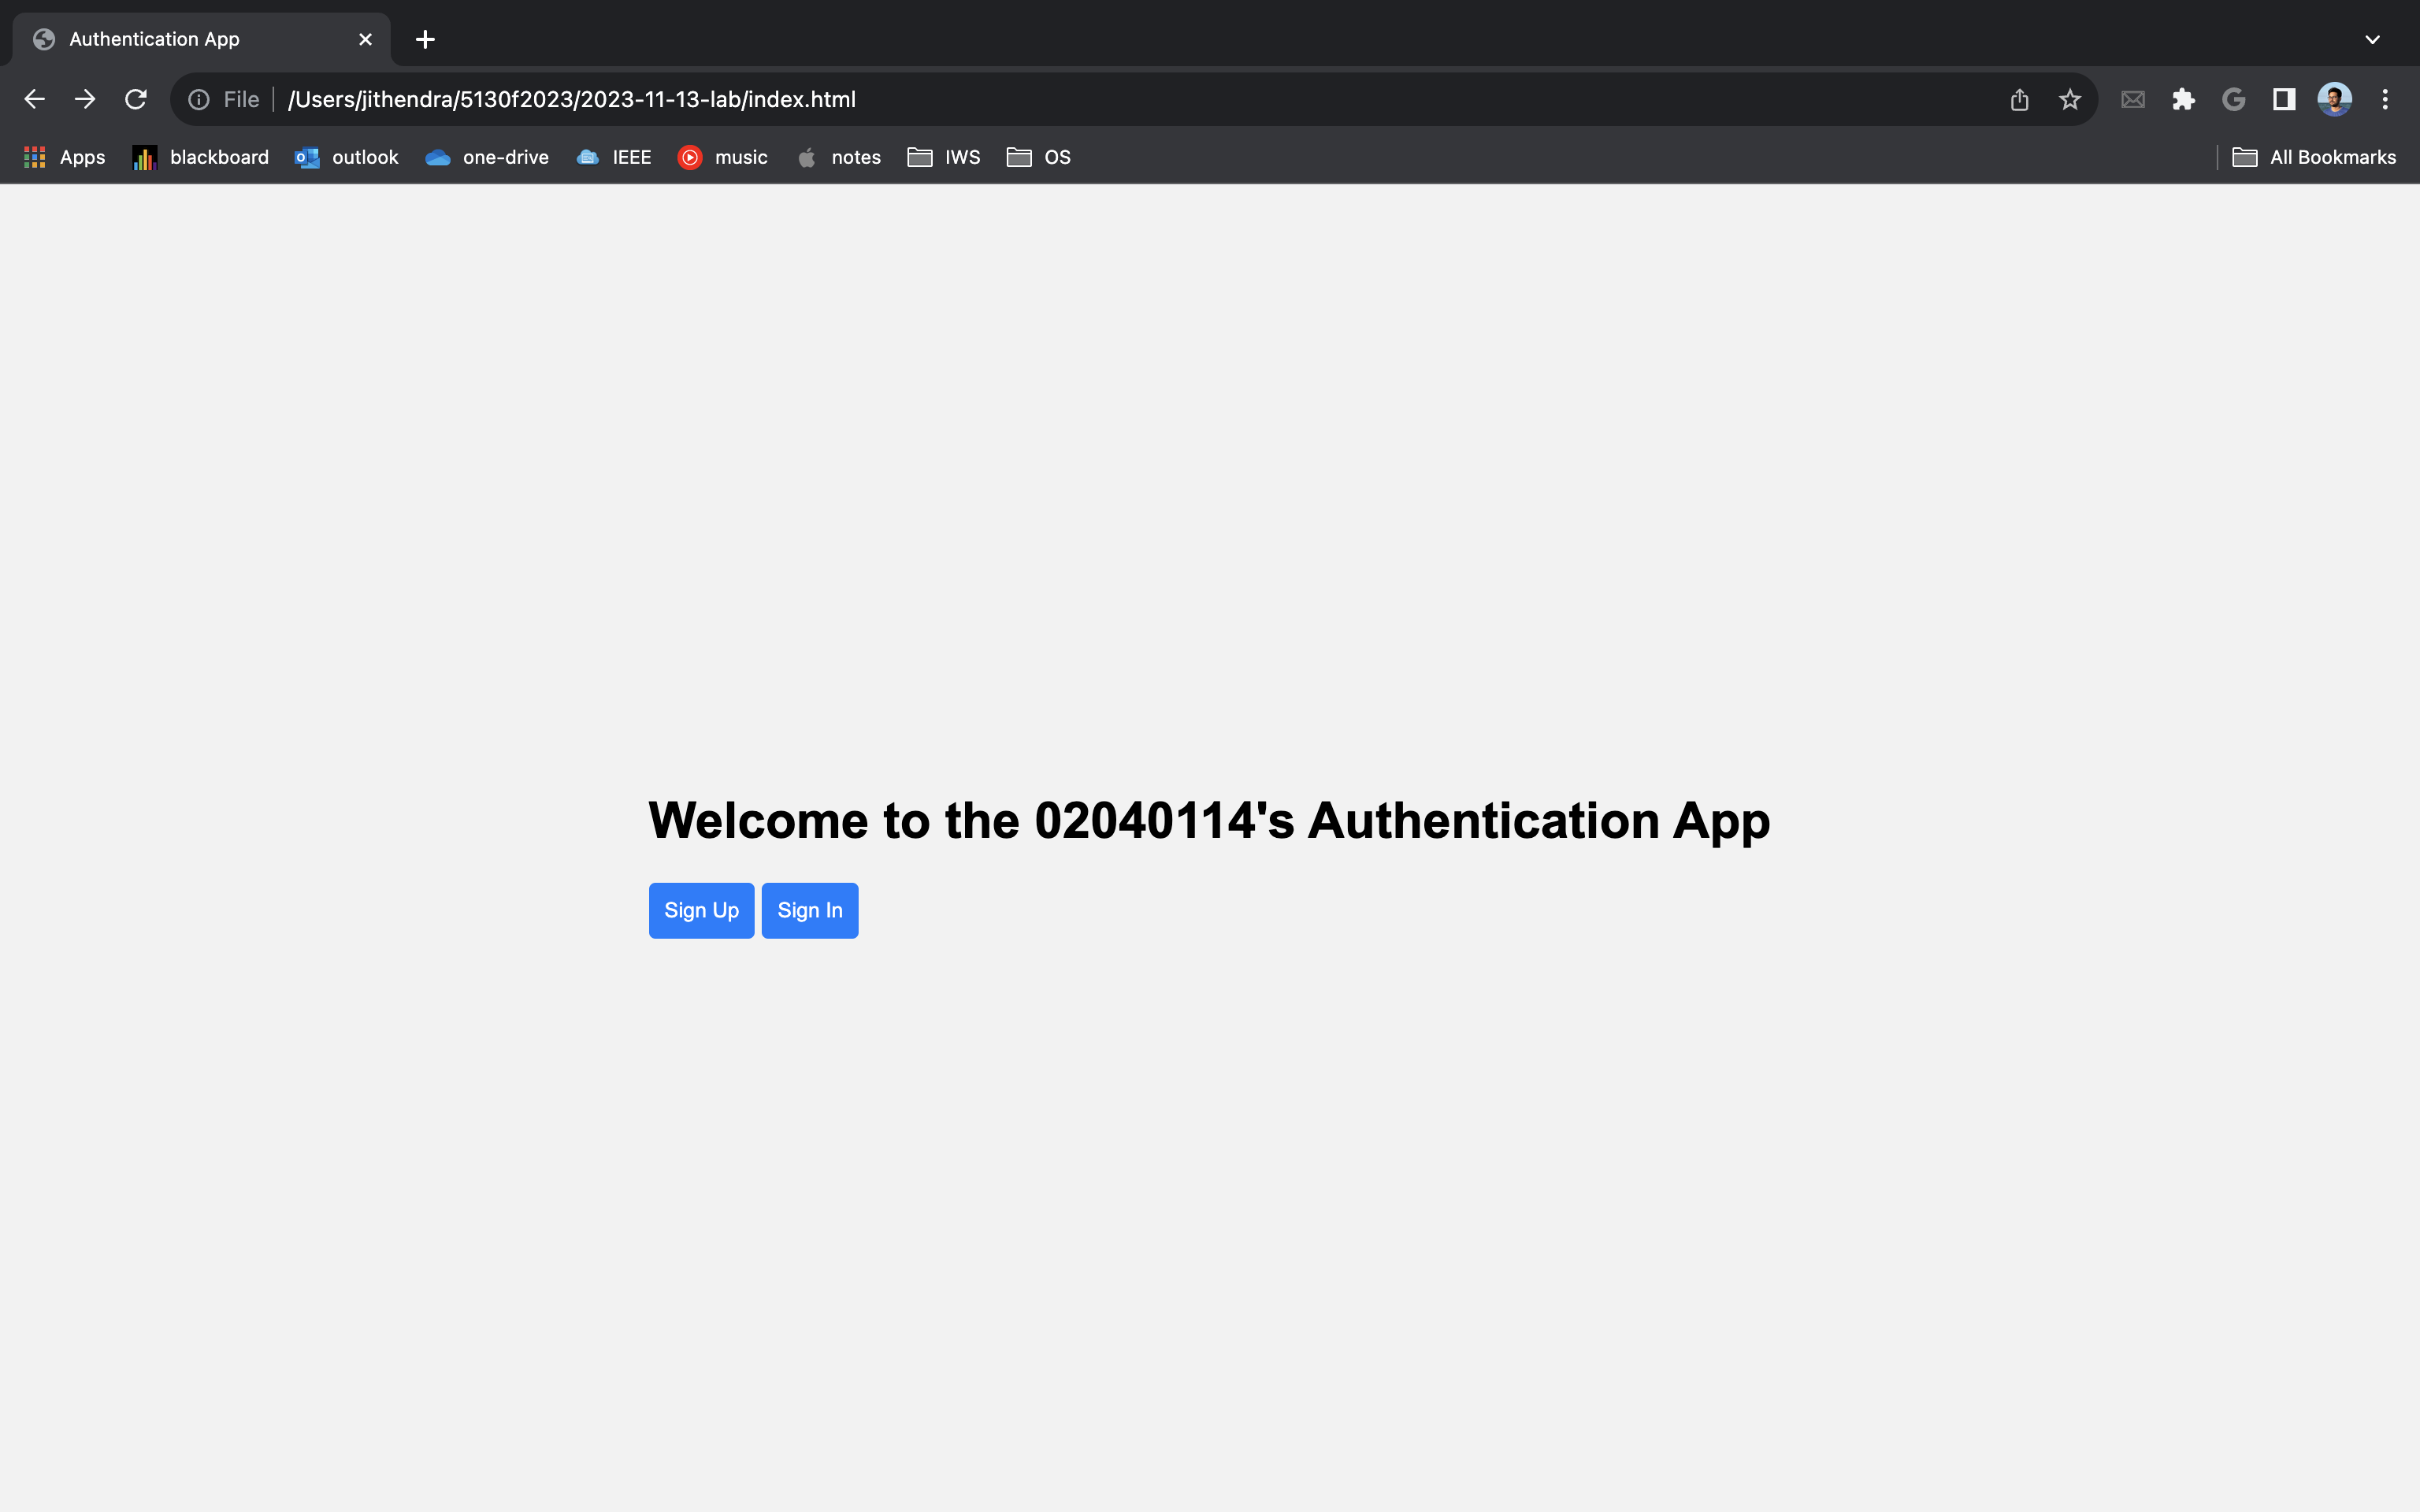 Authentication App
File /Users/jithendra/5130f2023/2023-11-13-lab/index.html
Apps blackboard outlook one-drive IEEE music notes IWS OS All Bookmarks
Welcome to the 02040114's Authentication App
Sign Up Sign In